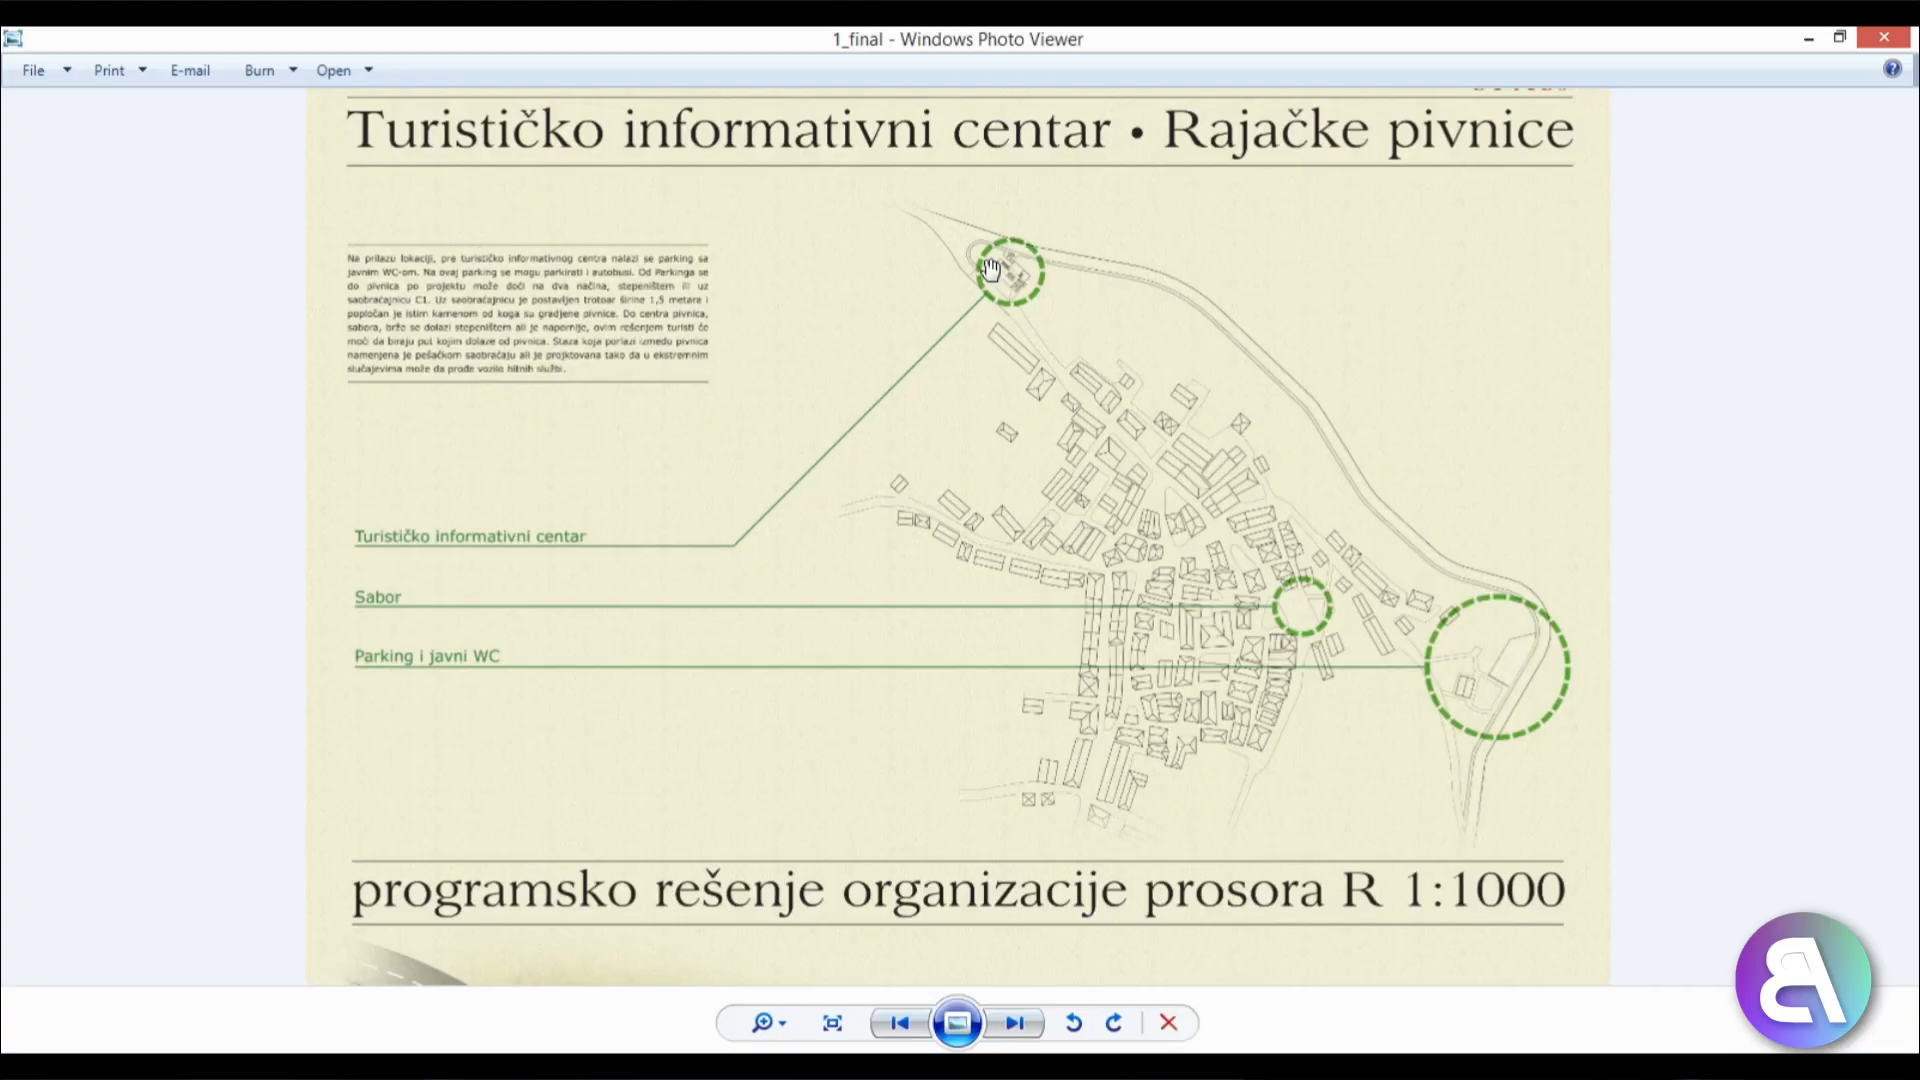 1_final - Windows Photo Viewer
File Print E-mail Burn Open
Turističko informativni centar • Rajačke pivnice
Na prilazu lokaciji, pre turističko informativnog centra nalazi se parking sa
javnim WC-om. Na ovaj parking se mogu parkirati i autobusi. Od Parkinga se
do pivnica po projektu može doći na dva načina, stepeništem ili uz
saobraćajnicu C1. Uz saobraćajnicu je postavljen trotoar širine 1,5 metara i
popločan je istim kamenom od koga su gradjene pivnice. Do centra pivnica,
sabora, brže se dolazi stepeništem ali je napornije, ovim rešenjem turisti će
moći da biraju put kojim dolaze od pivnica. Staza koja porlazi između pivnica
namenjena je pešačkom saobraćaju ali je projktovana tako da u ekstremnim
slučajevima može da prođe vozilo hitnih službi.
Turističko informativni centar
Sabor
Parking i javni WC
programsko rešenje organizacije prosora R 1:1000